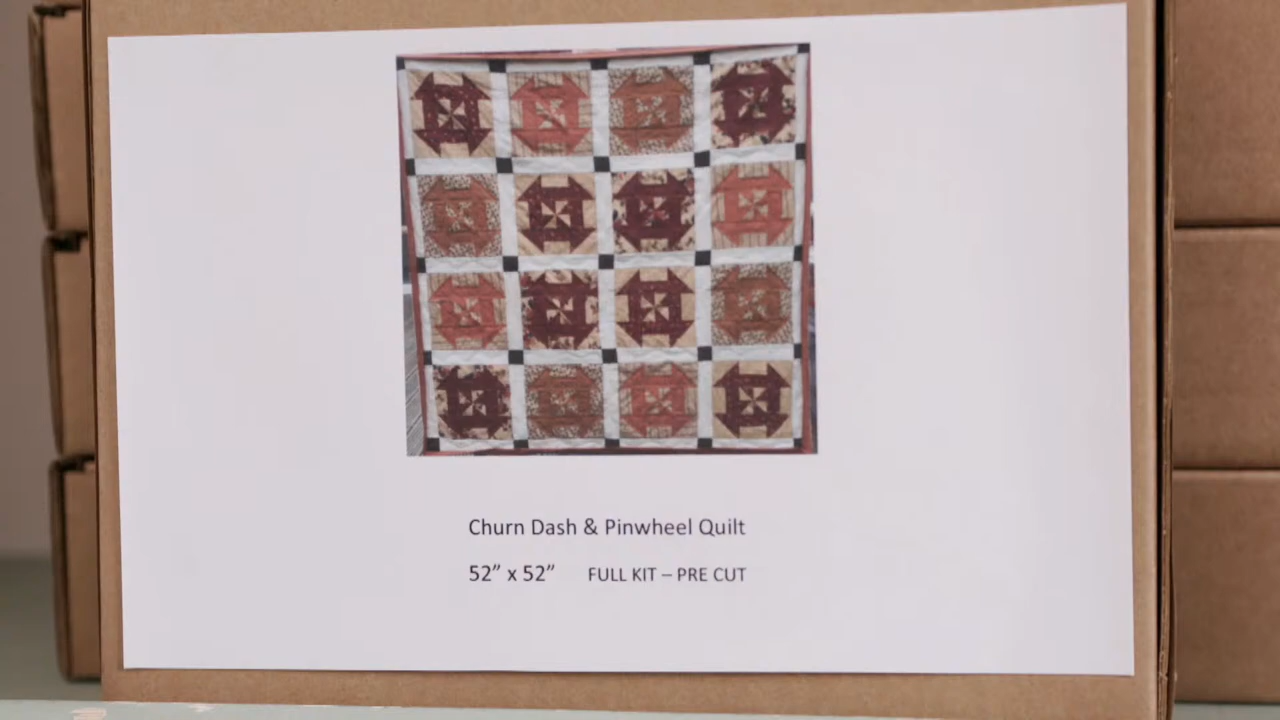 Churn Dash & Pinwheel Quilt
52” x 52” FULL KIT – PRE CUT